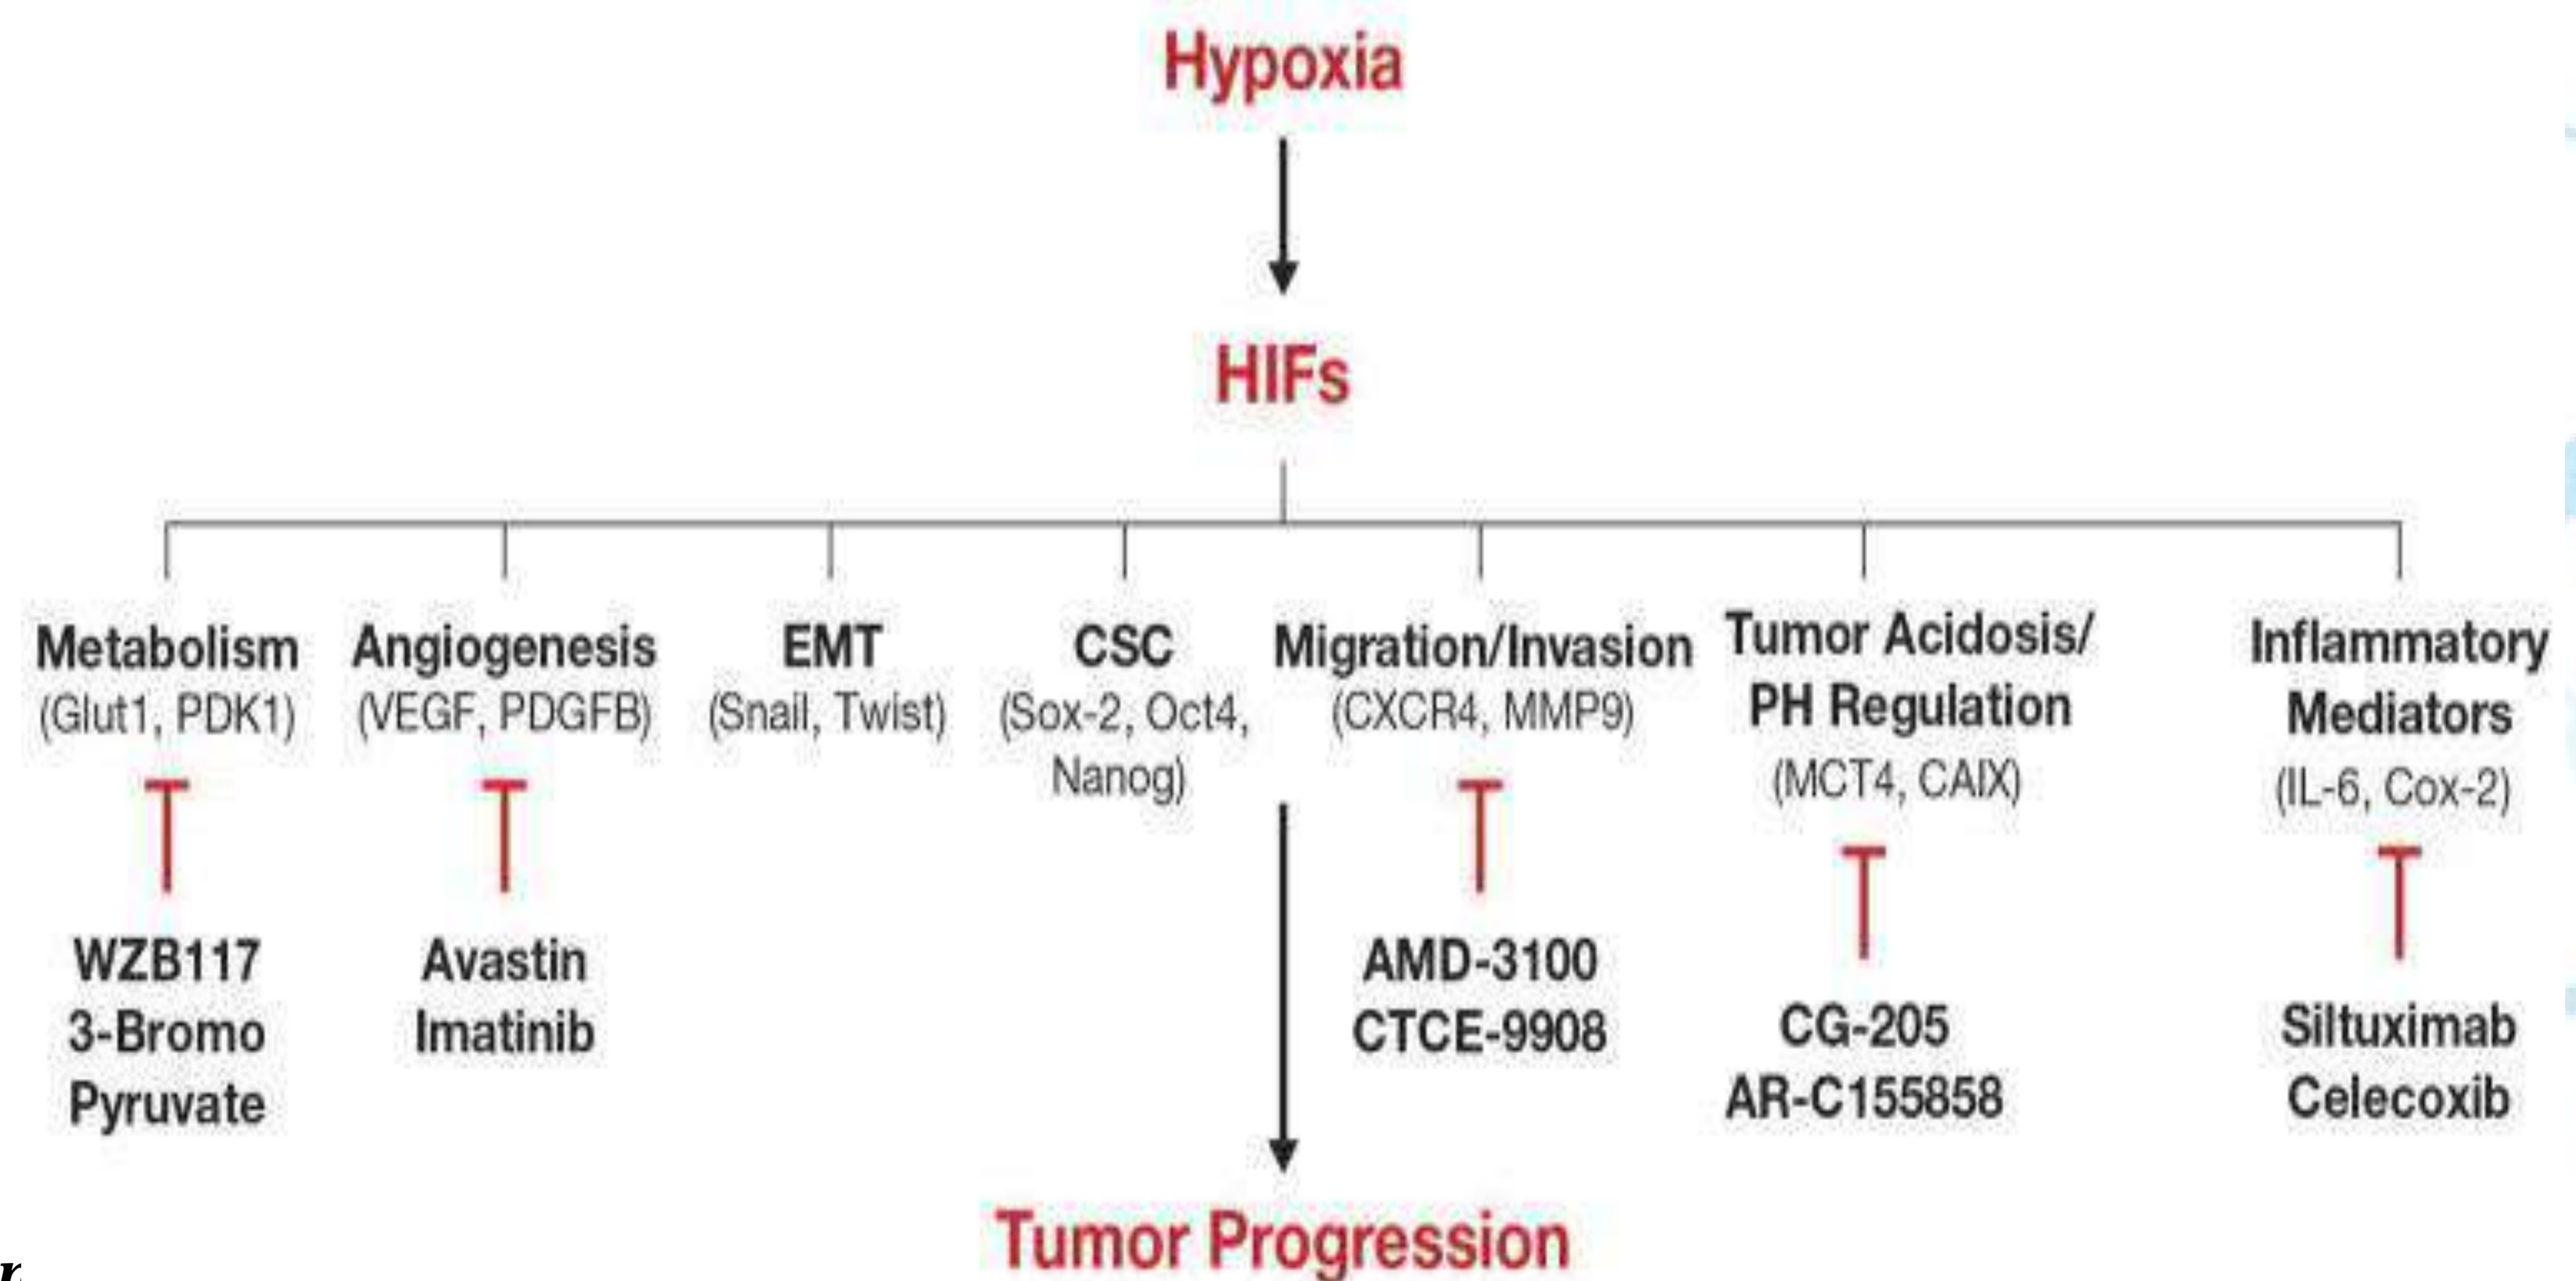 Hypoxia
HIFs
Metabolism
(Glut1, PDK1)
WZB117
3-Bromo
Pyruvate
Angiogenesis
(VEGF, PDGFB)
Avastin
Imatinib
EMT
(Snail, Twist)
CSC
(Sox-2, Oct4,
Nanog)
Migration/Invasion
(CXCR4, MMP9)
AMD-3100
CTCE-9908
Tumor Acidosis/
PH Regulation
(MCT4, CAIX)
CG-205
AR-C155858
Inflammatory
Mediators
(IL-6, Cox-2)
Siltuximab
Celecoxib
Tumor Progression